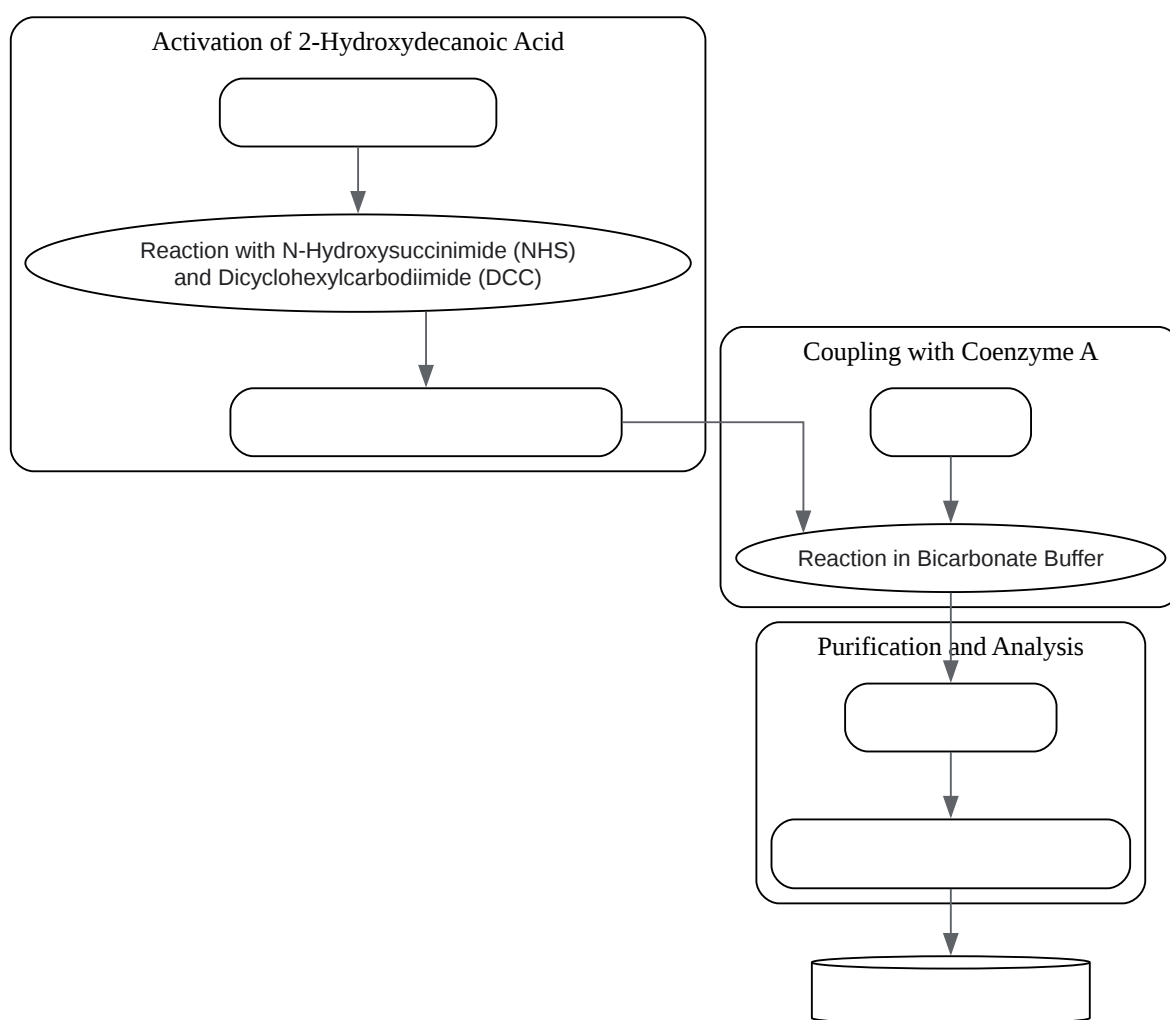 Activation of 2-Hydroxydecanoic Acid
Reaction with N-Hydroxysuccinimide (NHS)
and Dicyclohexylcarbodiimide (DCC)
Coupling with Coenzyme A
Reaction in Bicarbonate Buffer
Purification and Analysis